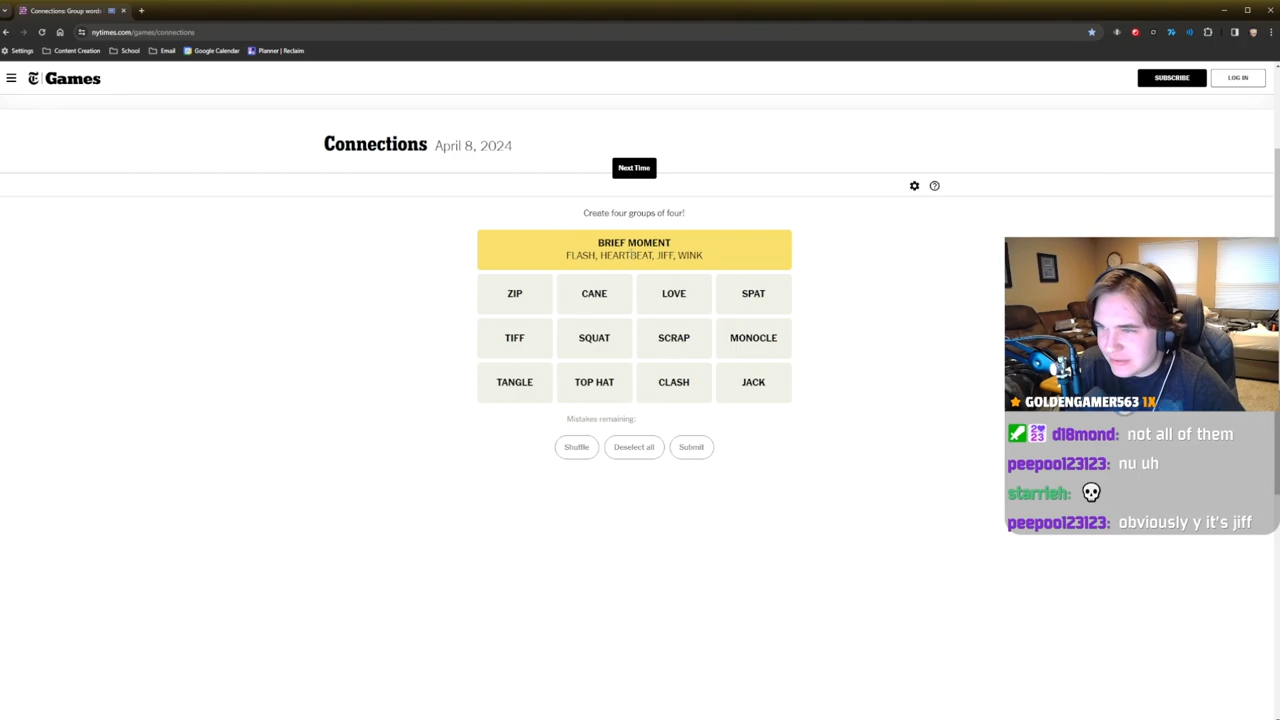 Connections: Group words
nytimes.com/games/connections
Settings Content Creation School Email Google Calendar Planner | Reclaim
Games SUBSCRIBE LOG IN
Connections April 8, 2024
Next Time
Create four groups of four!
BRIEF MOMENT
FLASH, HEARTBEAT, JIFF, WINK
ZIP CANE LOVE SPAT
TIFF SQUAT SCRAP MONOCLE
TANGLE TOP HAT CLASH JACK
Mistakes remaining:
Shuffle Deselect all Submit
GOLDENGAMER563 1X
d18mond: not all of them
peepoo123123: nu uh
starrieh:
peepoo123123: obviously y it's jiff